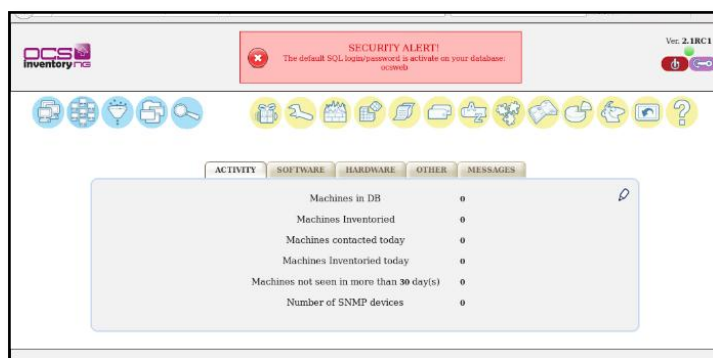 OCS
inventory NG
SECURITY ALERT!
The default SQL login/password is activate on your database:
ocsweb
Ver. 2.1RC1
ACTIVITY SOFTWARE HARDWARE OTHER MESSAGES
Machines in DB 0
Machines Inventoried 0
Machines contacted today 0
Machines Inventoried today 0
Machines not seen in more than 30 day(s) 0
Number of SNMP devices 0